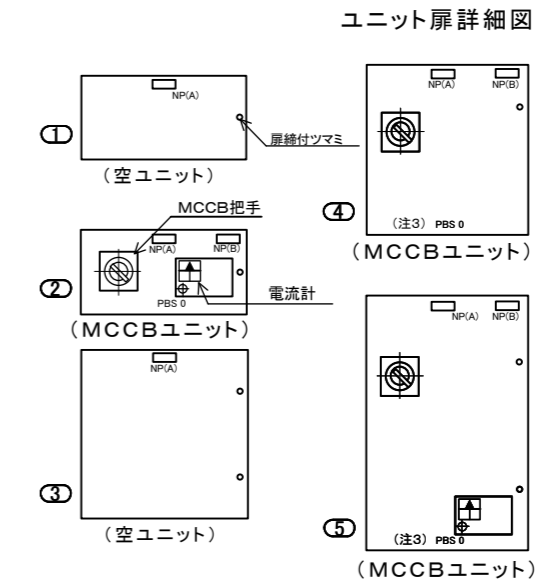 ユニット扉詳細図
NP(A)
①
扉締付ツマミ
(空ユニット)
MCCB把手
NP(A)
NP(B)
②
電流計
PBS 0
(MCCBユニット)
NP(A)
③
(空ユニット)
NP(A)
NP(B)
④
(注3) PBS 0
(MCCBユニット)
NP(A)
NP(B)
⑤
(注3) PBS 0
(MCCBユニット)